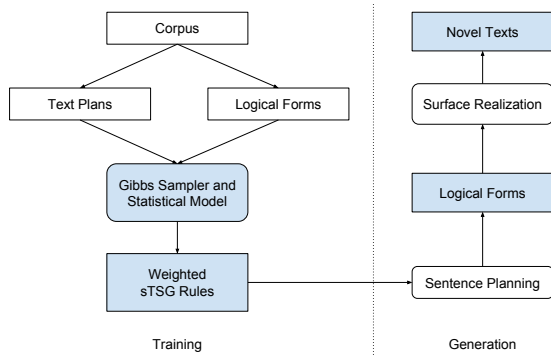 Corpus
Text Plans
Logical Forms
Gibbs Sampler and
Statistical Model
Weighted
sTSG Rules
Training
Novel Texts
Surface Realization
Logical Forms
Sentence Planning
Generation